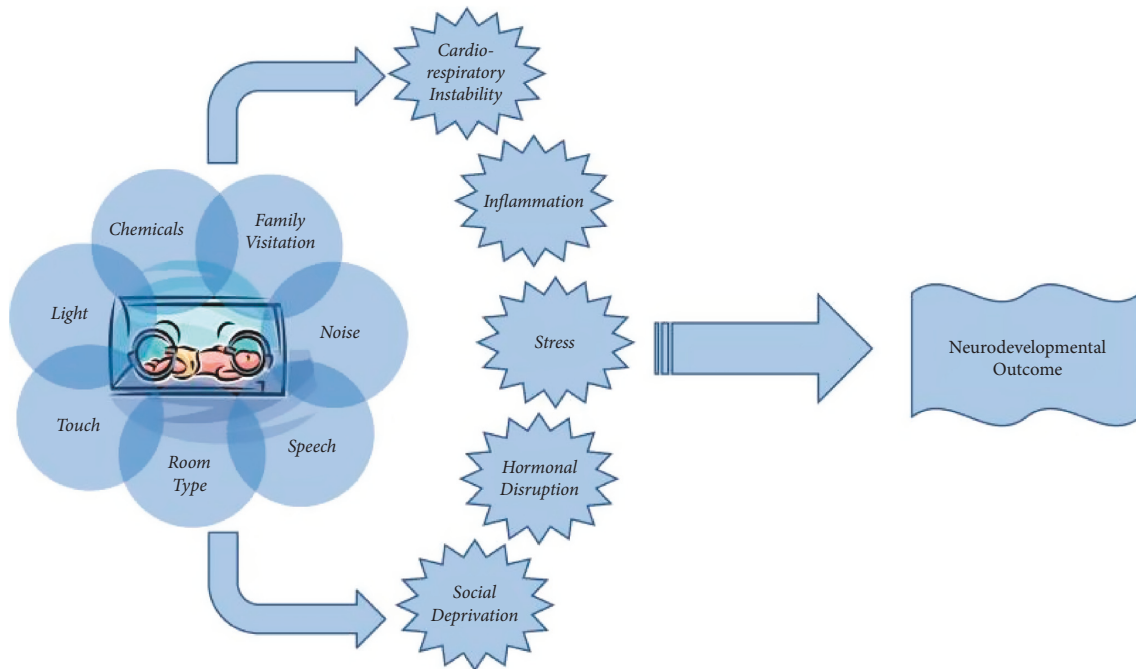 Cardio-
respiratory
Instability
Inflammation
Stress
Hormonal
Disruption
Social
Deprivation
Chemicals
Family
Visitation
Light
Noise
Touch
Speech
Room
Type
Neurodevelopmental
Outcome